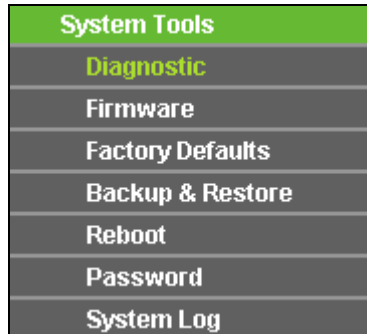 System Tools
Diagnostic
Firmware
Factory Defaults
Backup & Restore
Reboot
Password
System Log